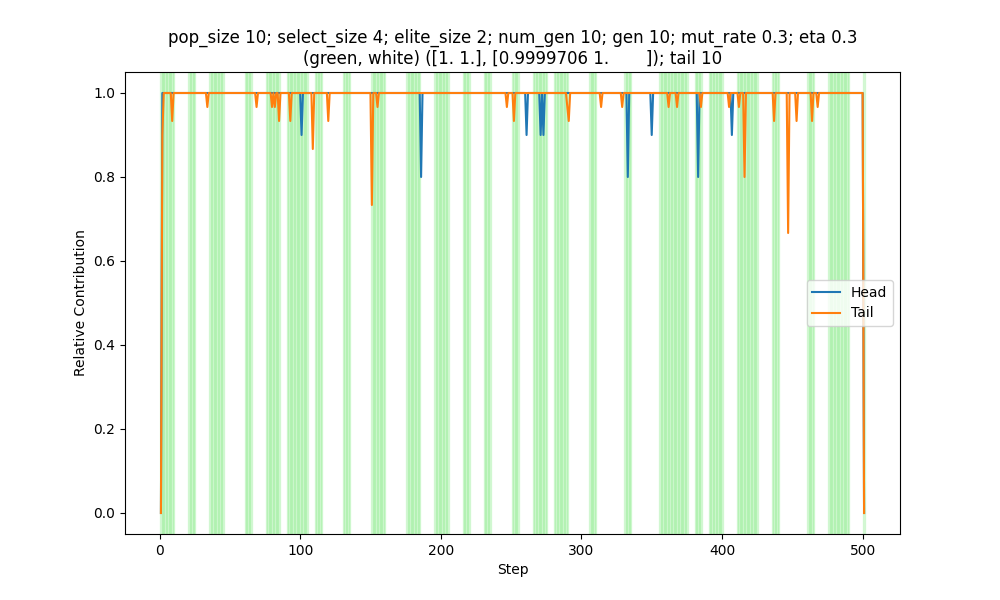 pop_size 10; select_size 4; elite_size 2; num_gen 10; gen 10; mut_rate 0.3; eta 0.3
(green, white) ([1. 1.], [0.9999706 1.        ]); tail 10
1.0
0.8
0.6
0.4
0.2
0.0
Relative Contribution
Head
Tail
0
100
200
300
400
500
Step